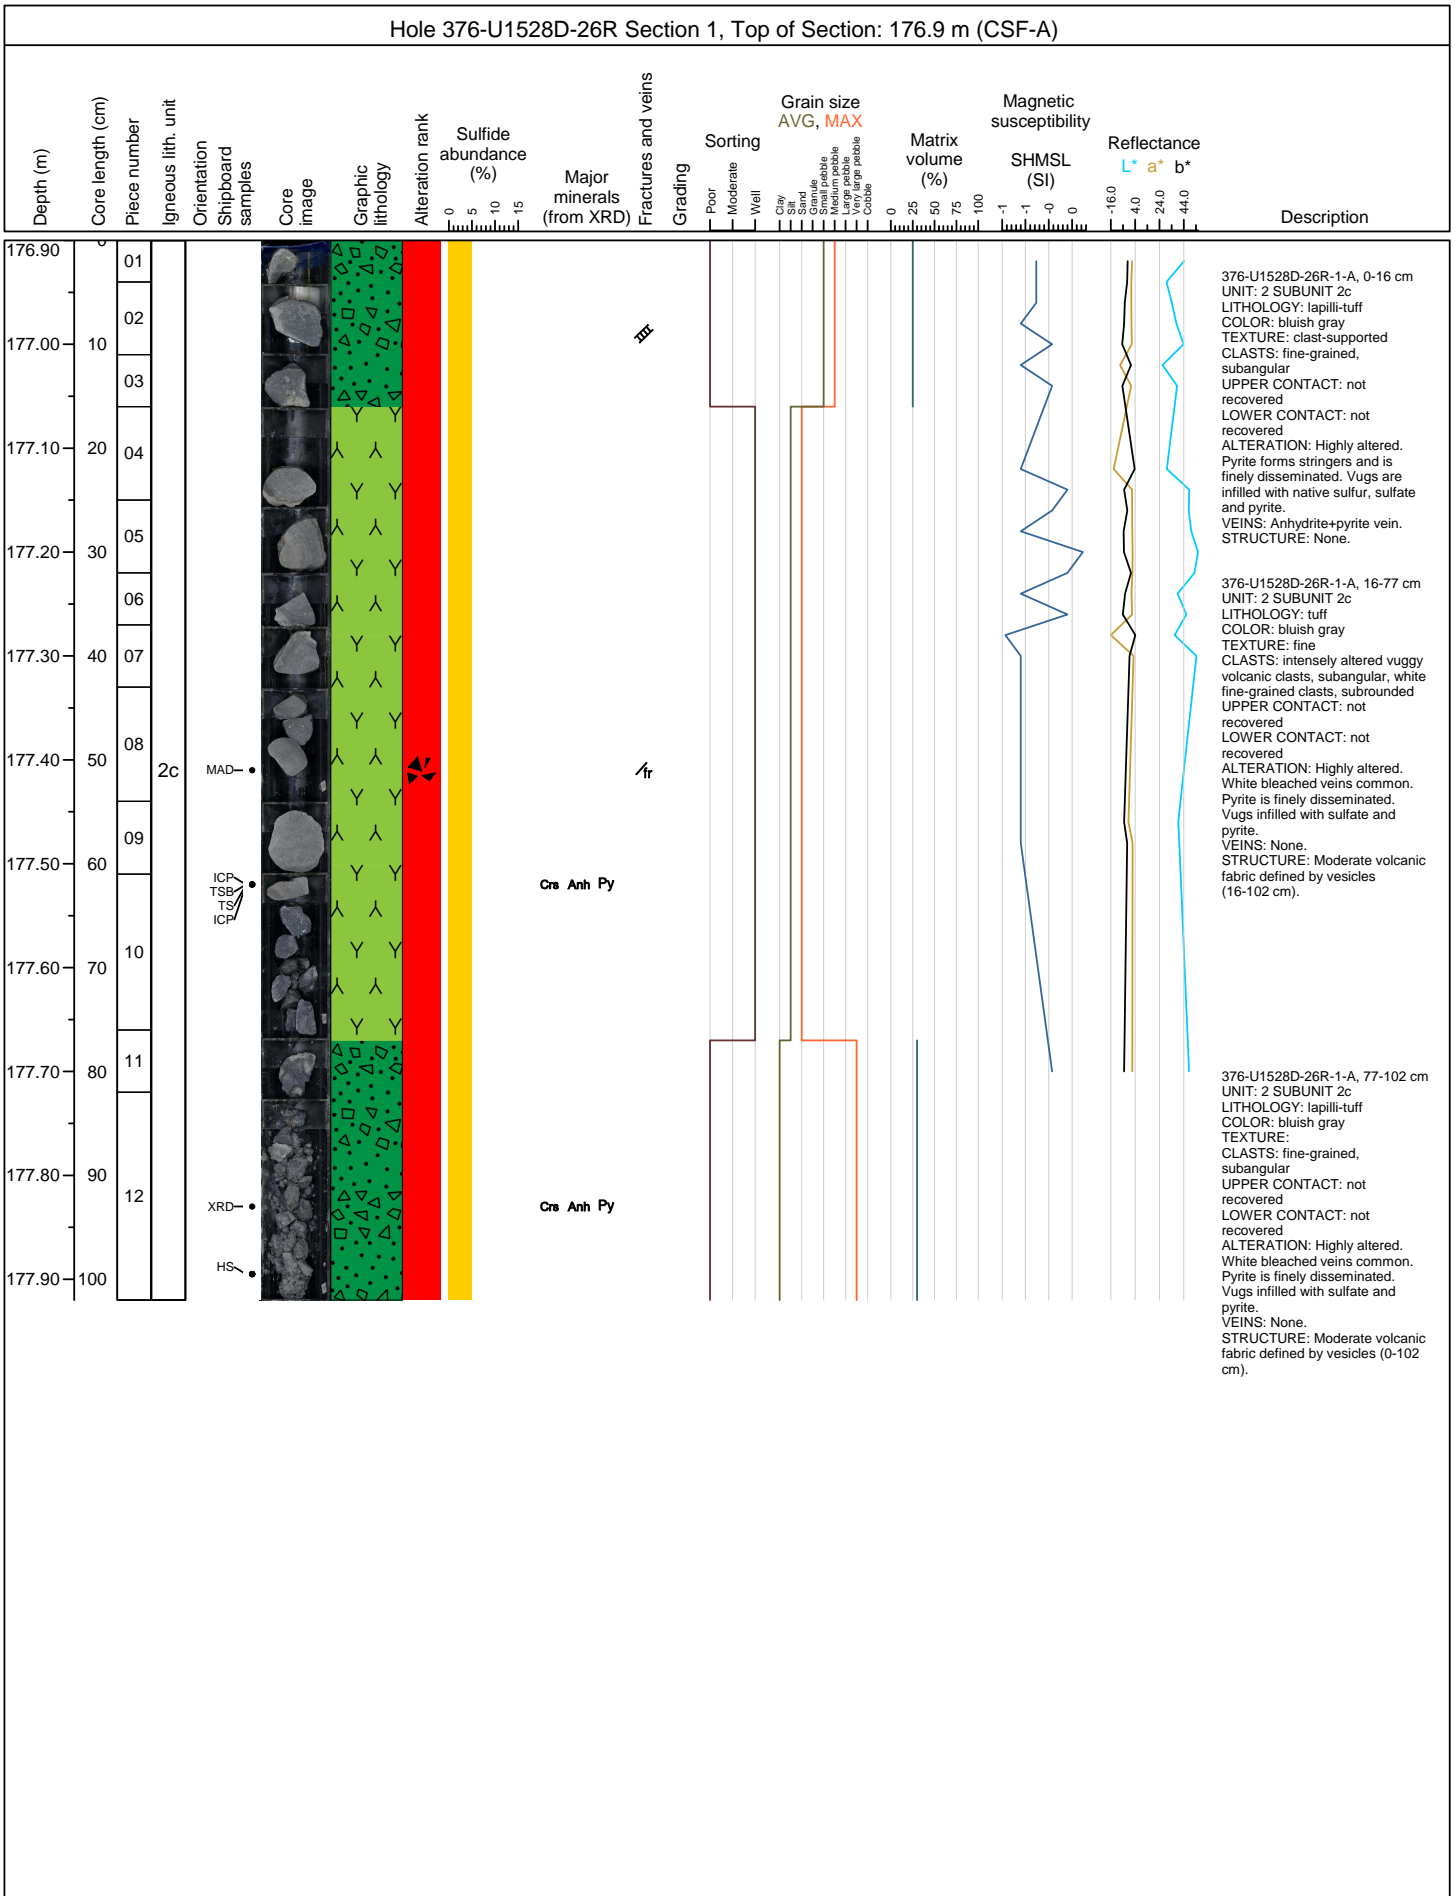 Hole 376-U1528D-26R Section 1, Top of Section: 176.9 m (CSF-A)
Depth (m)
Core length (cm)
Piece number
Igneous lith. unit
Orientation
Shipboard
samples
Core
image
Graphic
lithology
Alteration rank
Sulfide
abundance
(%)
0 5 10 15
Major
minerals
(from XRD)
Fractures and veins
Grading
Sorting
Poor
Moderate
Well
Grain size
AVG, MAX
Clay
Silt
Sand
Granule
Small pebble
Medium pebble
Large pebble
Very large pebble
Cobble
Matrix
volume
(%)
0 25 50 75 100
Magnetic
susceptibility
SHMSL
(SI)
-1 -1 -0 0
Reflectance
L* a* b*
-16.0 4.0 24.0 44.0
Description
176.90
177.00
177.10
177.20
177.30
177.40
177.50
177.60
177.70
177.80
177.90
0
10
20
30
40
50
60
70
80
90
100
01
02
03
04
05
06
07
08
09
10
11
12
2c
MAD
ICP
TSB
TS
ICP
XRD
HS
fr
Crs Anh Py
Crs Anh Py
376-U1528D-26R-1-A, 0-16 cm
UNIT: 2 SUBUNIT 2c
LITHOLOGY: lapilli-tuff
COLOR: bluish gray
TEXTURE: clast-supported
CLASTS: fine-grained,
subangular
UPPER CONTACT: not
recovered
LOWER CONTACT: not
recovered
ALTERATION: Highly altered.
Pyrite forms stringers and is
finely disseminated. Vugs are
infilled with native sulfur, sulfate
and pyrite.
VEINS: Anhydrite+pyrite vein.
STRUCTURE: None.
376-U1528D-26R-1-A, 16-77 cm
UNIT: 2 SUBUNIT 2c
LITHOLOGY: tuff
COLOR: bluish gray
TEXTURE: fine
CLASTS: intensely altered vuggy
volcanic clasts, subangular, white
fine-grained clasts, subrounded
UPPER CONTACT: not
recovered
LOWER CONTACT: not
recovered
ALTERATION: Highly altered.
White bleached veins common.
Pyrite is finely disseminated.
Vugs infilled with sulfate and
pyrite.
VEINS: None.
STRUCTURE: Moderate volcanic
fabric defined by vesicles
(16-102 cm).
376-U1528D-26R-1-A, 77-102 cm
UNIT: 2 SUBUNIT 2c
LITHOLOGY: lapilli-tuff
COLOR: bluish gray
TEXTURE:
CLASTS: fine-grained,
subangular
UPPER CONTACT: not
recovered
LOWER CONTACT: not
recovered
ALTERATION: Highly altered.
White bleached veins common.
Pyrite is finely disseminated.
Vugs infilled with sulfate and
pyrite.
VEINS: None.
STRUCTURE: Moderate volcanic
fabric defined by vesicles (0-102
cm).